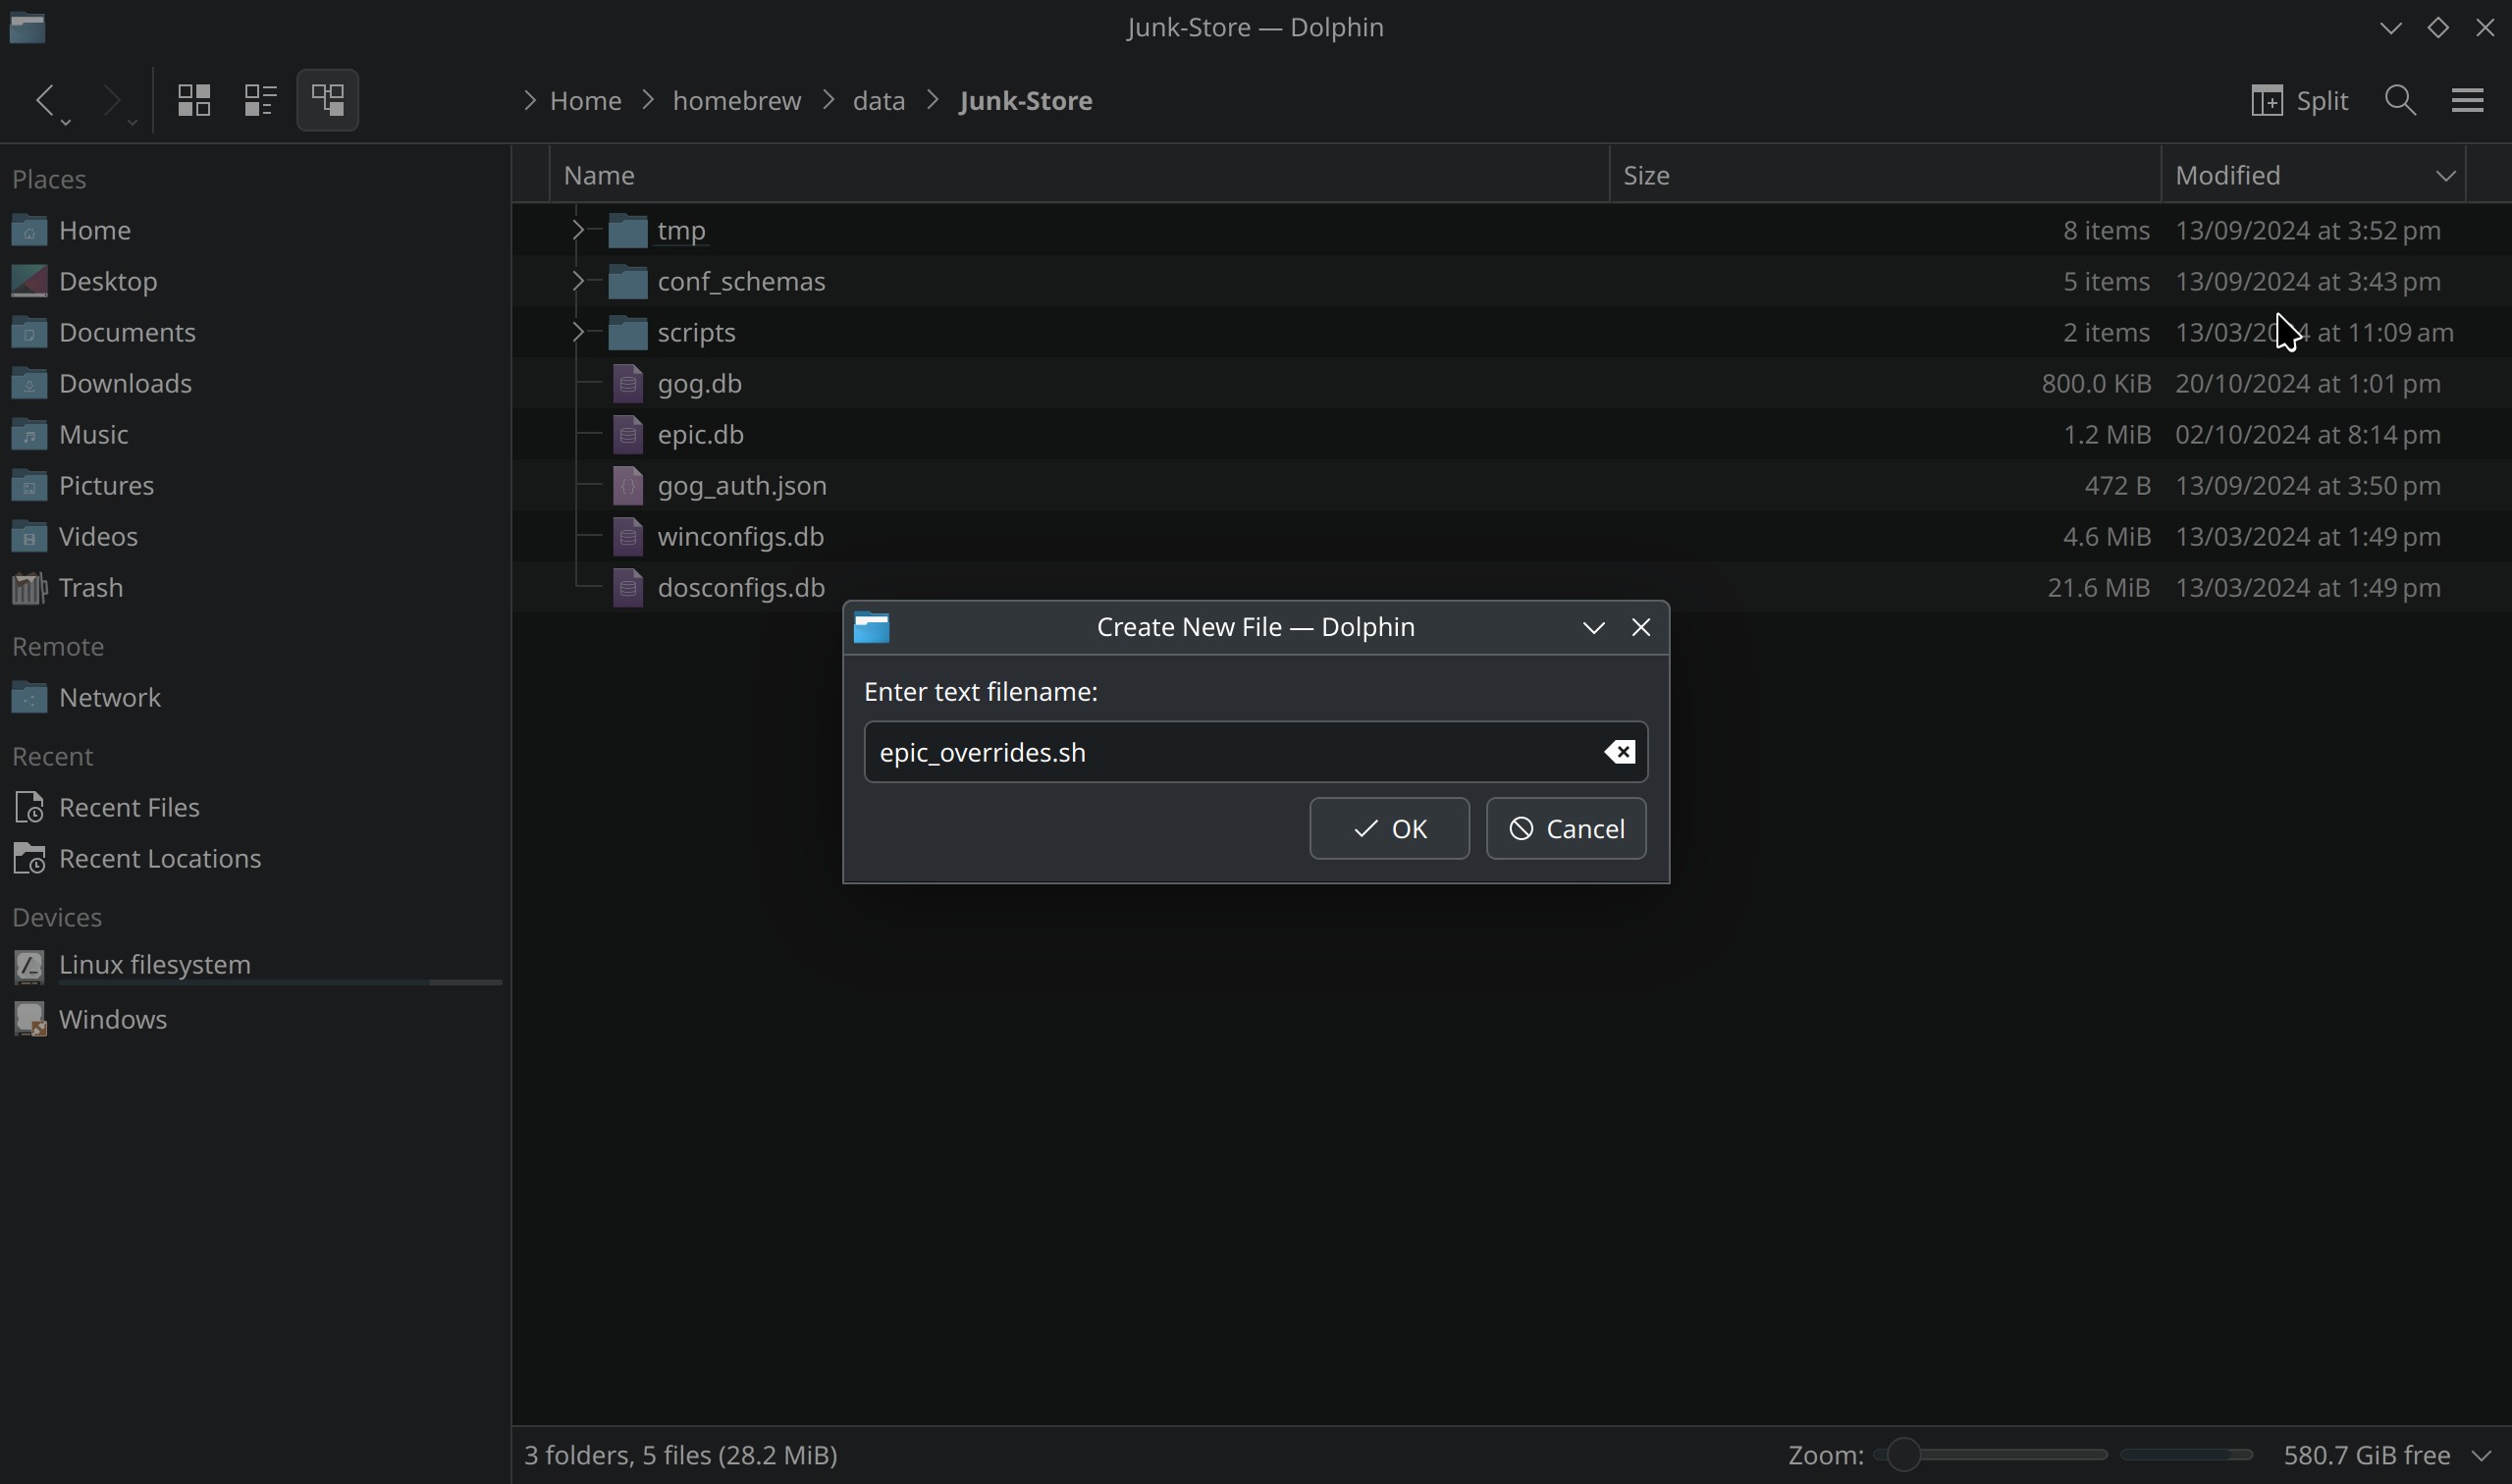 Junk-Store — Dolphin
Home homebrew data Junk-Store
Split
Places
Home
Desktop
Documents
Downloads
Music
Pictures
Videos
Trash
Remote
Network
Recent
Recent Files
Recent Locations
Devices
Linux filesystem
Windows
Name Size Modified
tmp 8 items 13/09/2024 at 3:52 pm
conf_schemas 5 items 13/09/2024 at 3:43 pm
scripts 2 items 13/03/2024 at 11:09 am
gog.db 800.0 KiB 20/10/2024 at 1:01 pm
epic.db 1.2 MiB 02/10/2024 at 8:14 pm
gog_auth.json 472 B 13/09/2024 at 3:50 pm
winconfigs.db 4.6 MiB 13/03/2024 at 1:49 pm
dosconfigs.db 21.6 MiB 13/03/2024 at 1:49 pm
Create New File — Dolphin
Enter text filename:
epic_overrides.sh
OK Cancel
3 folders, 5 files (28.2 MiB) Zoom: 580.7 GiB free